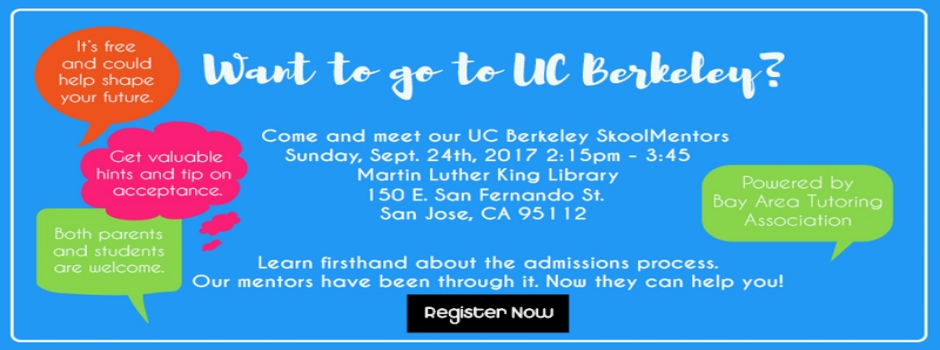 It's free
and could
help shape
your future.
Want to go to UC Berkeley?
Get valuable
hints and tip on
acceptance.
Both parents
and students
are welcome.
Come and meet our UC Berkeley SkoolMentors
Sunday, Sept. 24th, 2017 2:15pm - 3:45
Martin Luther King Library
150 E. San Fernando St.
San Jose, CA 95112
Powered by
Bay Area Tutoring
Association
Learn firsthand about the admissions process.
Our mentors have been through it. Now they can help you!
Register Now